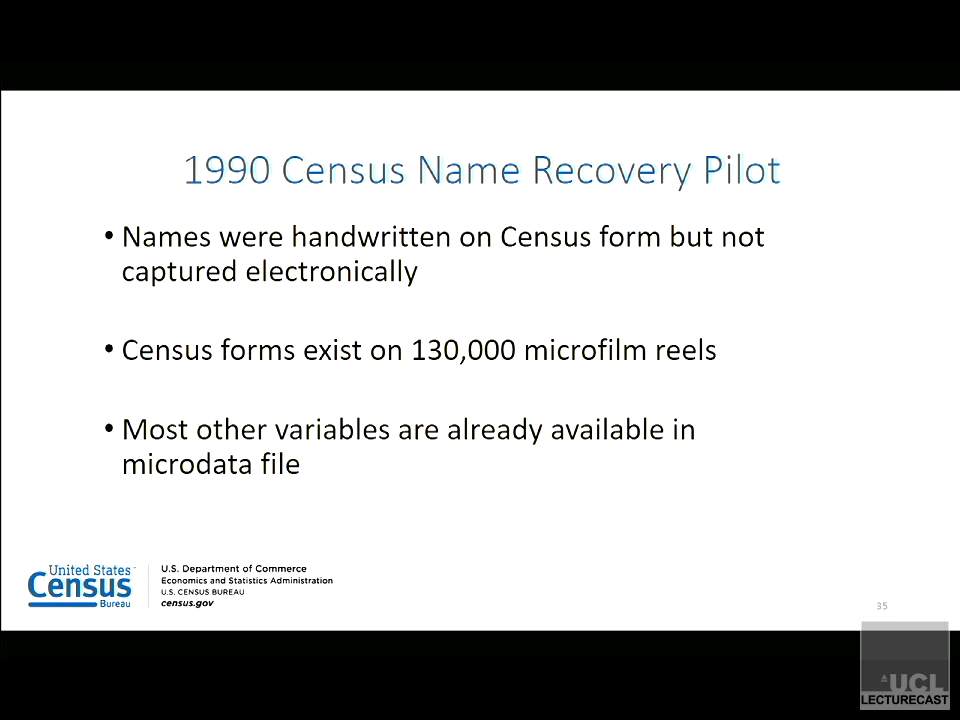 1990 Census Name Recovery Pilot
• Names were handwritten on Census form but not
captured electronically
• Census forms exist on 130,000 microfilm reels
• Most other variables are already available in
microdata file
United States
Census
Bureau
U.S. Department of Commerce
Economics and Statistics Administration
U.S. CENSUS BUREAU
census.gov
35
UCL
LECTURECAST